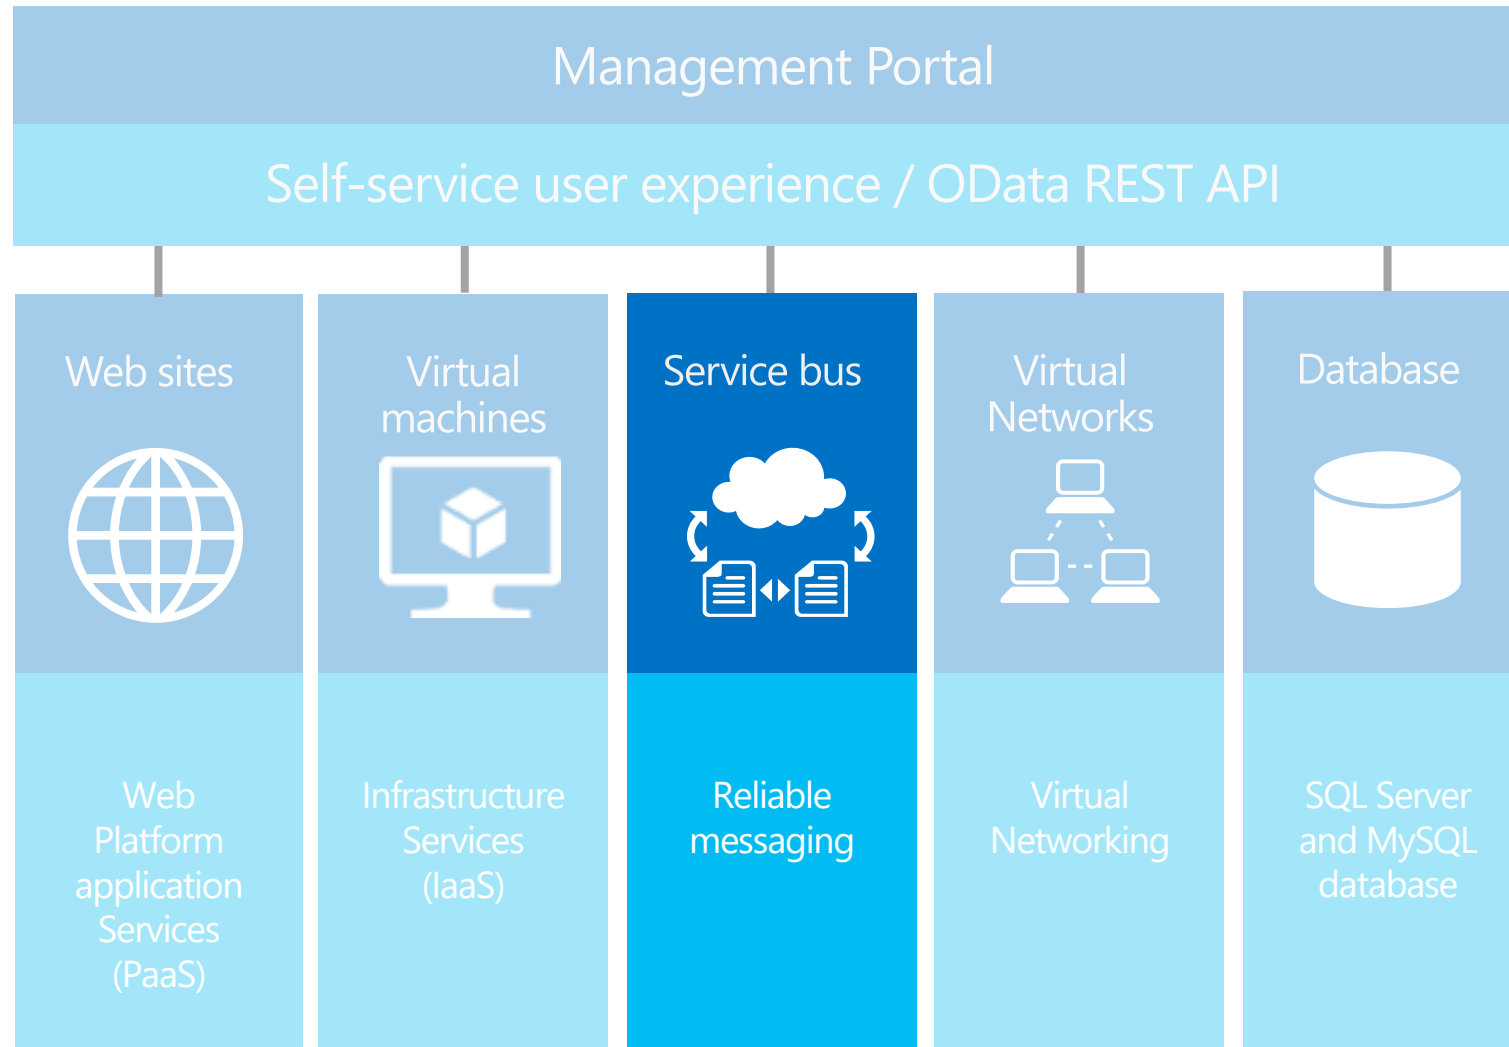 Management Portal
Self-service user experience / OData REST API
Web sites
Web
Platform
application
Services
(PaaS)
Virtual
machines
Infrastructure
Services
(IaaS)
Service bus
Reliable
messaging
Virtual
Networks
Virtual
Networking
Database
SQL Server
and MySQL
database